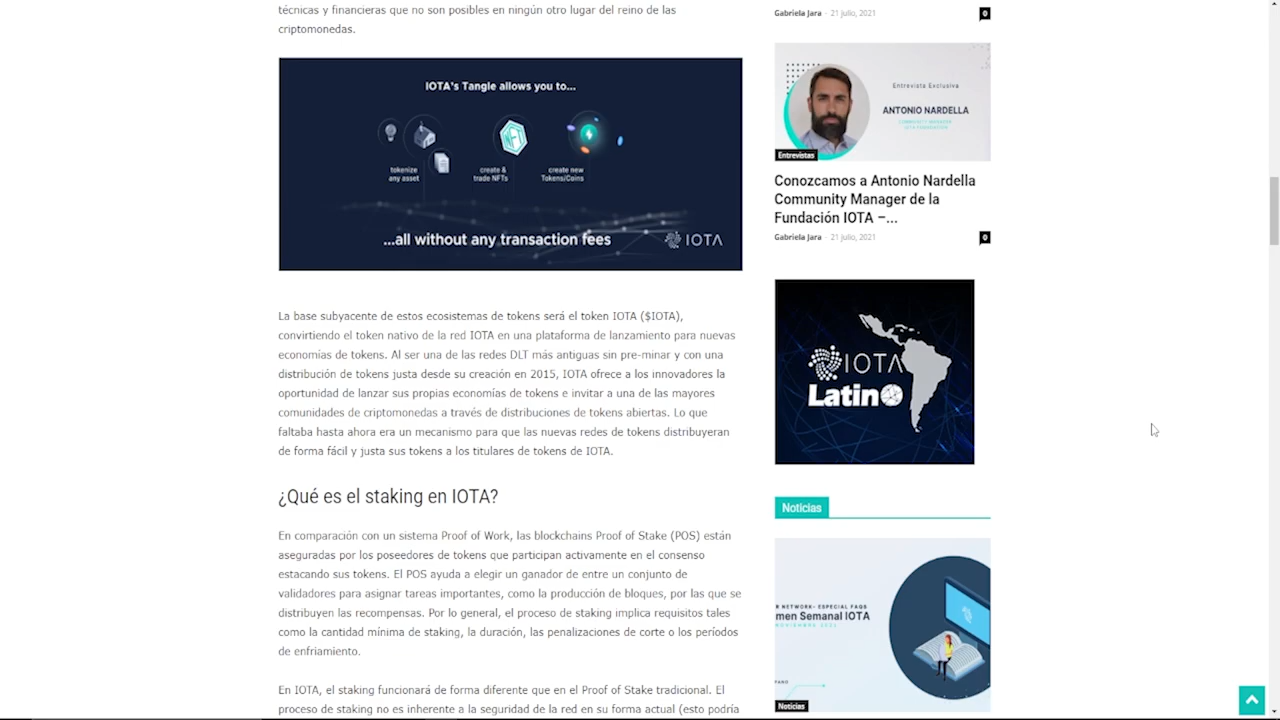 técnicas y financieras que no son posibles en ningún otro lugar del reino de las
criptomonedas.
IOTA's Tangle allows you to...
tokenize
any asset
create &
trade NFTs
create new
Tokens/Coins
...all without any transaction fees
IOTA
La base subyacente de estos ecosistemas de tokens será el token IOTA ($IOTA),
convirtiendo el token nativo de la red IOTA en una plataforma de lanzamiento para nuevas
economías de tokens. Al ser una de las redes DLT más antiguas sin pre-minar y con una
distribución de tokens justa desde su creación en 2015, IOTA ofrece a los innovadores la
oportunidad de lanzar sus propias economías de tokens e invitar a una de las mayores
comunidades de criptomonedas a través de distribuciones de tokens abiertas. Lo que
faltaba hasta ahora era un mecanismo para que las nuevas redes de tokens distribuyeran
de forma fácil y justa sus tokens a los titulares de tokens de IOTA.
¿Qué es el staking en IOTA?
En comparación con un sistema Proof of Work, las blockchains Proof of Stake (POS) están
aseguradas por los poseedores de tokens que participan activamente en el consenso
estacando sus tokens. El POS ayuda a elegir un ganador de entre un conjunto de
validadores para asignar tareas importantes, como la producción de bloques, por las que se
distribuyen las recompensas. Por lo general, el proceso de staking implica requisitos tales
como la cantidad mínima de staking, la duración, las penalizaciones de corte o los períodos
de enfriamiento.
En IOTA, el staking funcionará de forma diferente que en el Proof of Stake tradicional. El
proceso de staking no es inherente a la seguridad de la red en su forma actual (esto podría
Gabriela Jara - 21 julio, 2021
0
Entrevista Exclusiva
ANTONIO NARDELLA
COMMUNITY MANAGER
IOTA FOUNDATION
Entrevistas
Conozcamos a Antonio Nardella
Community Manager de la
Fundación IOTA –...
Gabriela Jara - 21 julio, 2021
0
IOTA
Latino
Noticias
R NETWORK- ESPECIAL FAQS
men Semanal IOTA
NOVIEMBRE 2021
Noticias